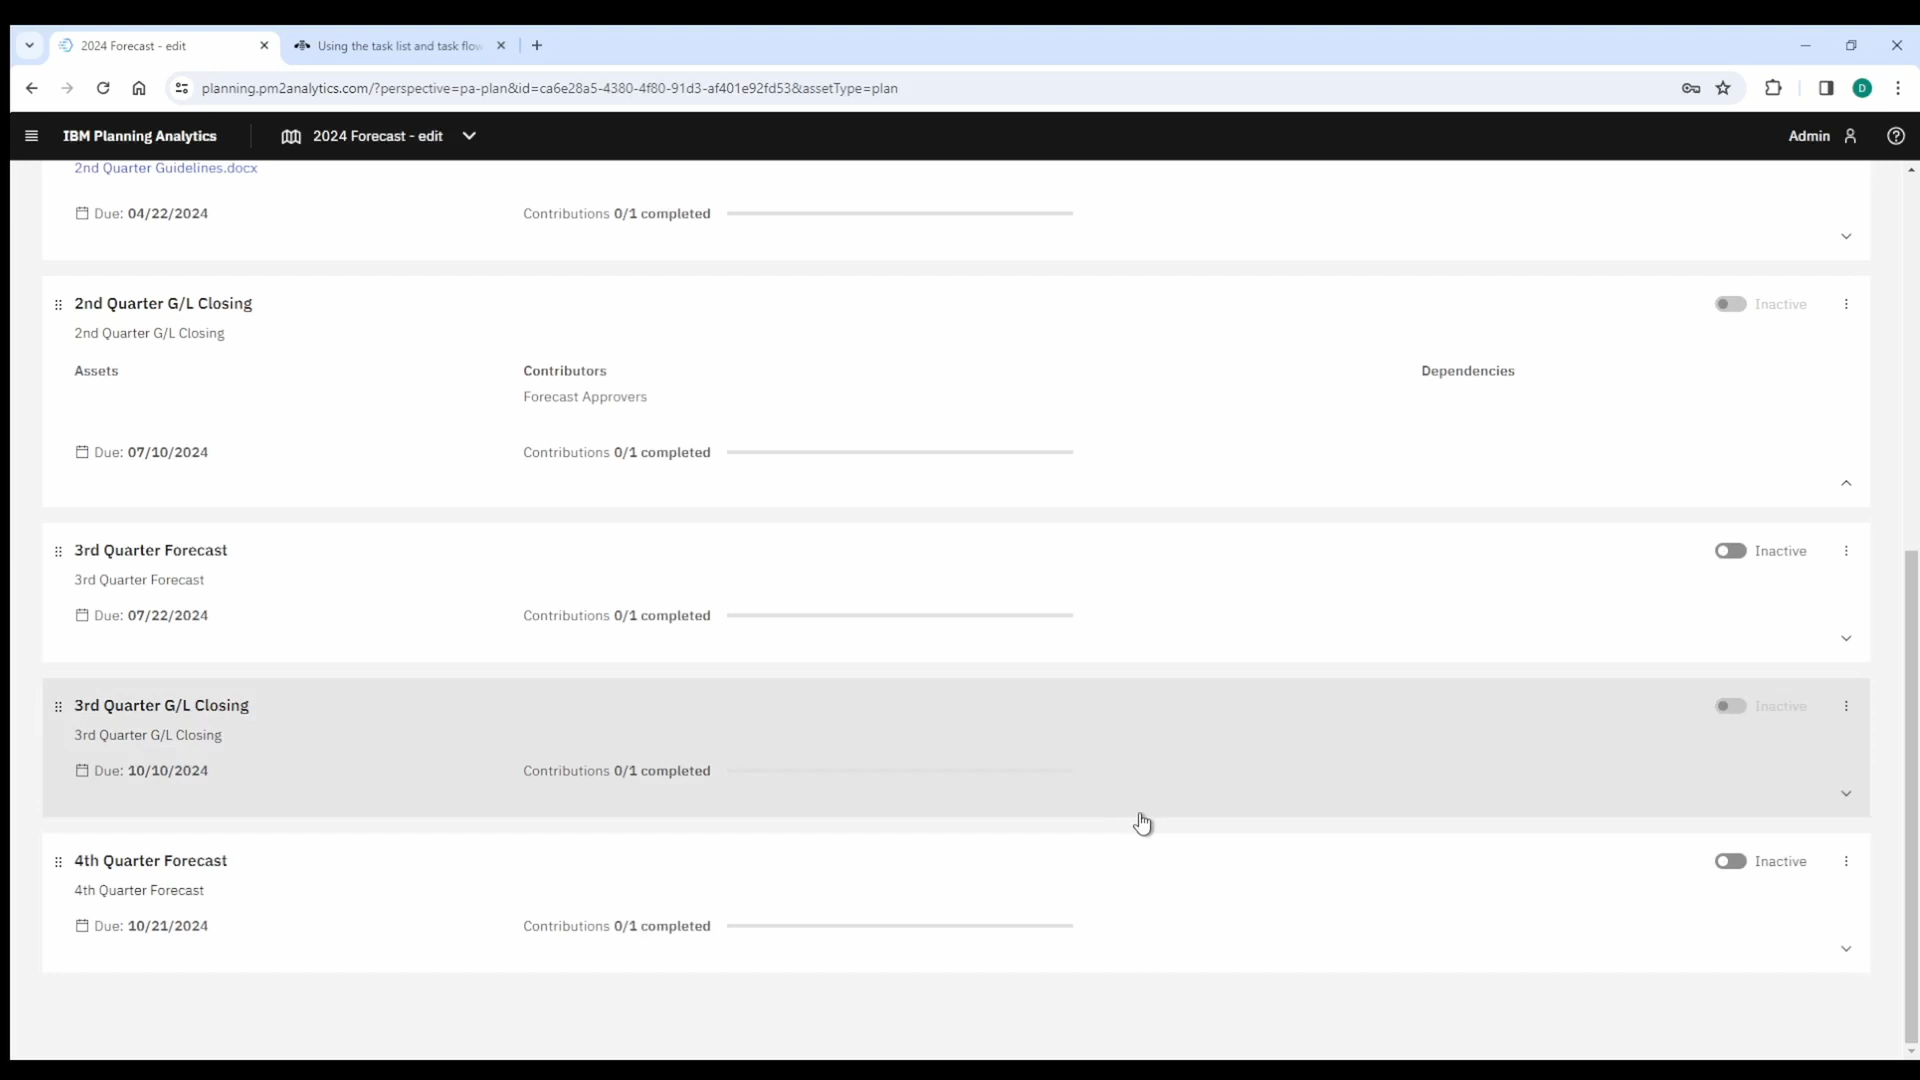 2024 Forecast - edit
Using the task list and task flow
planning.pm2analytics.com/?perspective=pa-plan&id=ca6e28a5-4380-4f80-91d3-af401e92fd53&assetType=plan
D
IBM Planning Analytics
2024 Forecast - edit
Admin
2nd Quarter Guidelines.docx
Due: 04/22/2024
Contributions 0/1 completed
2nd Quarter G/L Closing
Inactive
2nd Quarter G/L Closing
Assets
Contributors
Dependencies
Forecast Approvers
Due: 07/10/2024
Contributions 0/1 completed
3rd Quarter Forecast
Inactive
3rd Quarter Forecast
Due: 07/22/2024
Contributions 0/1 completed
3rd Quarter G/L Closing
Inactive
3rd Quarter G/L Closing
Due: 10/10/2024
Contributions 0/1 completed
4th Quarter Forecast
Inactive
4th Quarter Forecast
Due: 10/21/2024
Contributions 0/1 completed